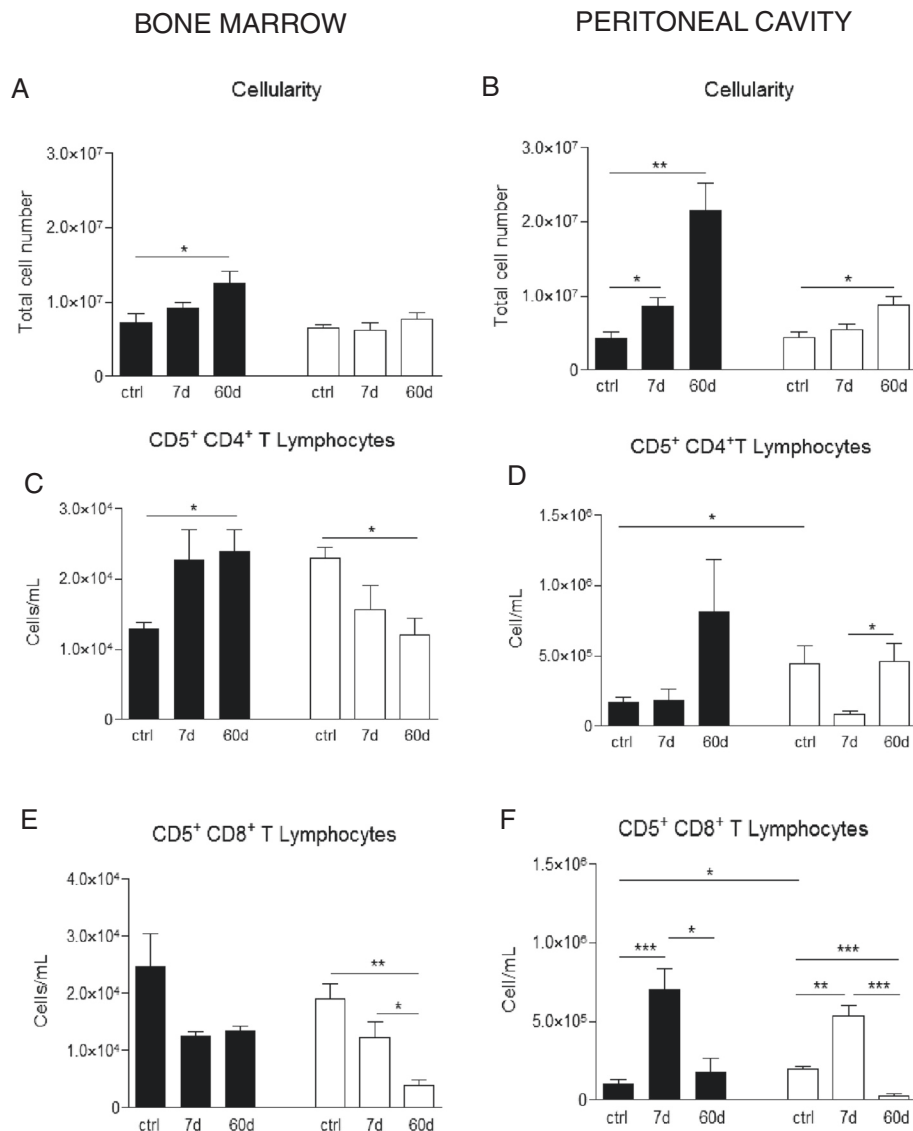 BONE MARROW
PERITONEAL CAVITY
A
Cellularity
Total cell number
3.0×10⁷
2.0×10⁷
1.0×10⁷
0
*
ctrl 7d 60d ctrl 7d 60d
B
Cellularity
Total cell number
3.0×10⁷
2.0×10⁷
1.0×10⁷
0
**
*
*
ctrl 7d 60d ctrl 7d 60d
C
CD5⁺ CD4⁺ T Lymphocytes
Cells/mL
3.0×10⁴
2.0×10⁴
1.0×10⁴
0
*
*
ctrl 7d 60d ctrl 7d 60d
D
CD5⁺ CD4⁺T Lymphocytes
Cell/mL
1.5×10⁶
1.0×10⁶
5.0×10⁵
0
*
*
ctrl 7d 60d ctrl 7d 60d
E
CD5⁺ CD8⁺ T Lymphocytes
Cells/mL
4.0×10⁴
3.0×10⁴
2.0×10⁴
1.0×10⁴
0
**
*
ctrl 7d 60d ctrl 7d 60d
F
CD5⁺ CD8⁺ T Lymphocytes
Cell/mL
1.5×10⁶
1.0×10⁶
5.0×10⁵
0
*
*** *
***
** ***
ctrl 7d 60d ctrl 7d 60d